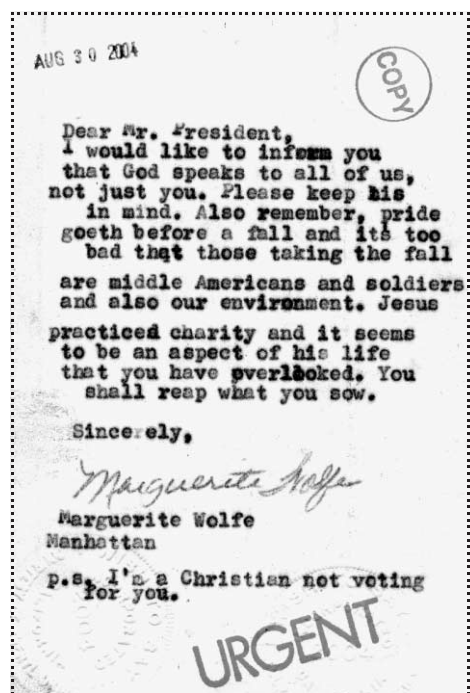 AUG 30 2004
COPY
Dear Mr. President,
I would like to inform you
that God speaks to all of us,
not just you. Please keep his
in mind. Also remember, pride
goeth before a fall and its too
bad that those taking the fall
are middle Americans and soldiers
and also our environment. Jesus
practiced charity and it seems
to be an aspect of his life
that you have overlooked. You
shall reap what you sow.
Sincerely,
Marguerite Wolfe
Marguerite Wolfe
Manhattan
p.s. I'm a Christian not voting
for you.
URGENT